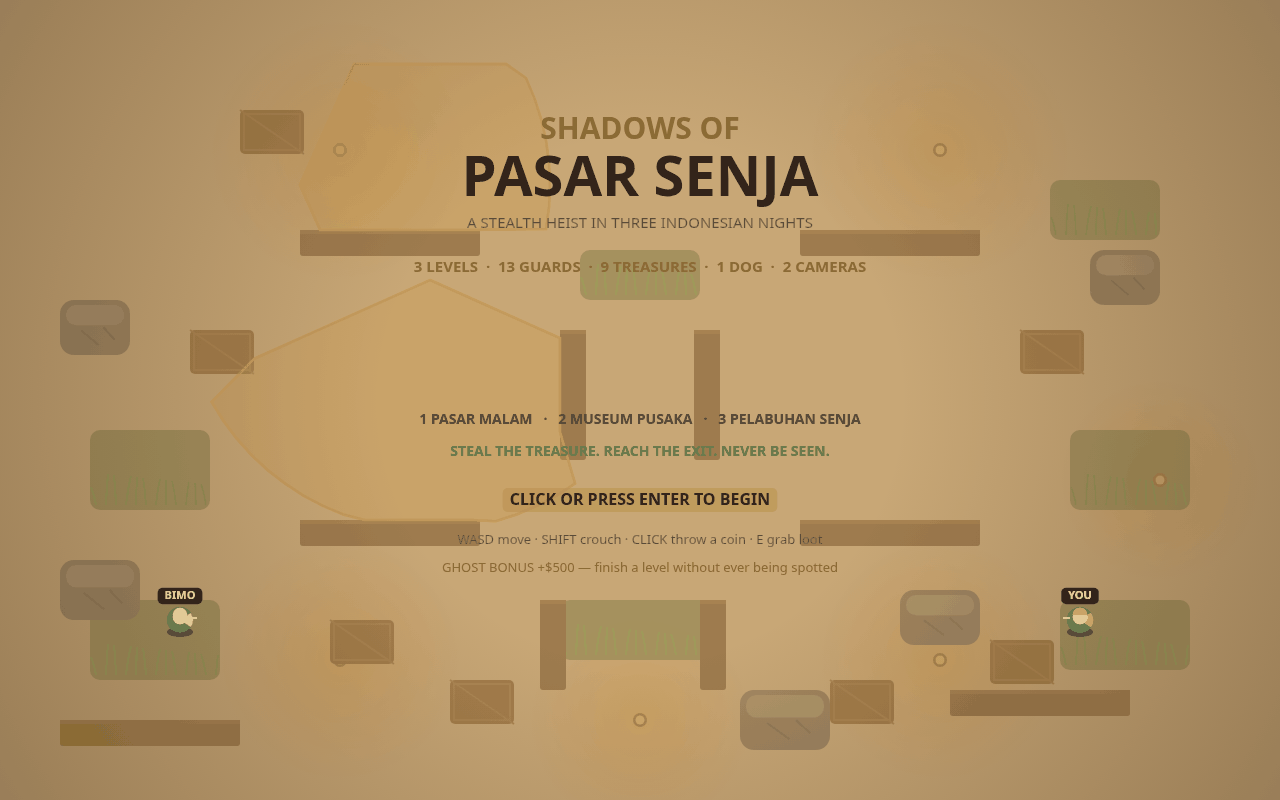 SHADOWS OF
PASAR SENJA
A STEALTH HEIST IN THREE INDONESIAN NIGHTS
3 LEVELS · 13 GUARDS · 9 TREASURES · 1 DOG · 2 CAMERAS
1 PASAR MALAM · 2 MUSEUM PUSAKA · 3 PELABUHAN SENJA
STEAL THE TREASURE. REACH THE EXIT. NEVER BE SEEN.
CLICK OR PRESS ENTER TO BEGIN
WASD move · SHIFT crouch · CLICK throw a coin · E grab loot
GHOST BONUS +$500 — finish a level without ever being spotted
BIMO
YOU